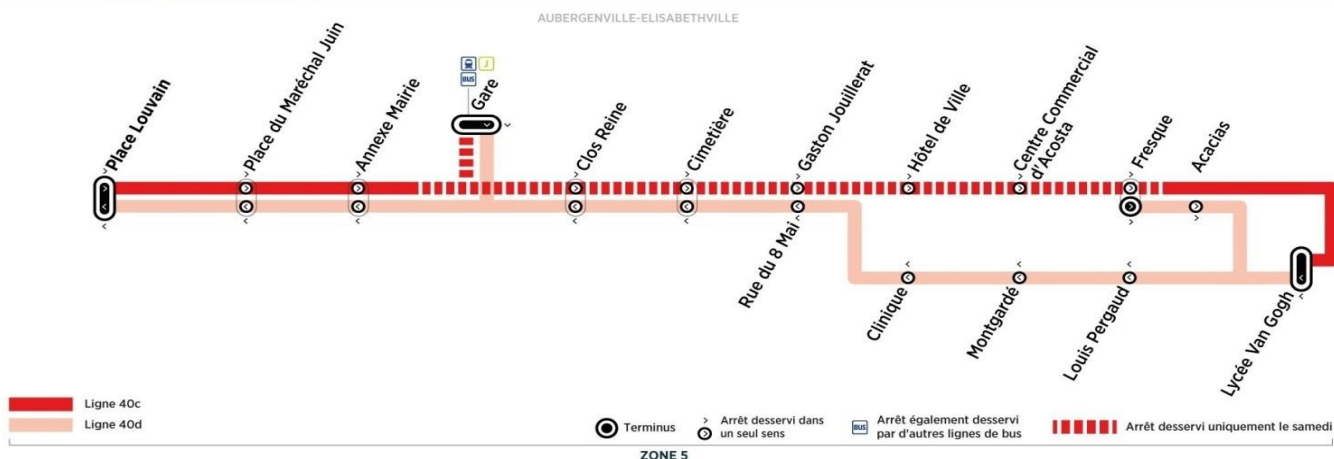 AUBERGENVILLE-ELISABETHVILLE
Place Louvain
Place du Maréchal Juin
Annexe Mairie
J
BUS
Gare
Clos Reine
Cimetière
Gaston Jouillerat
Hôtel de Ville
Centre Commercial
d'Acosta
Fresque
Acacias
Rue du 8 Mai
Clinique
Montgardé
Louis Pergaud
Lycée Van Gogh
Ligne 40c
Ligne 40d
Terminus
Arrêt desservi dans
un seul sens
BUS
Arrêt également desservi
par d'autres lignes de bus
Arrêt desservi uniquement le samedi
ZONE 5